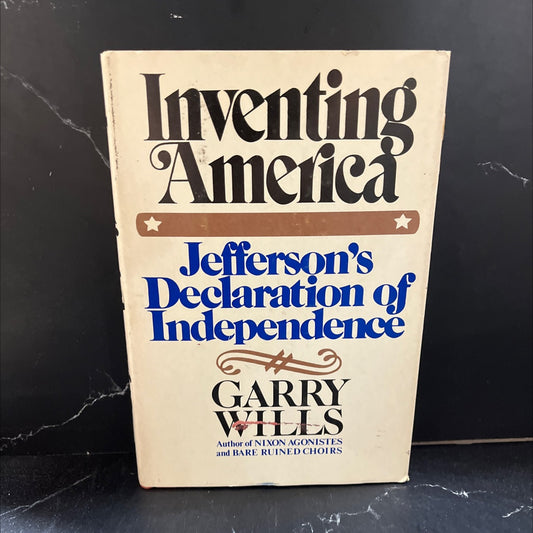 Inventing
America
Jefferson's
Declaration of
Independence
GARRY
WILLS
Author of NIXON AGONISTES
and BARE RUINED CHOIRS